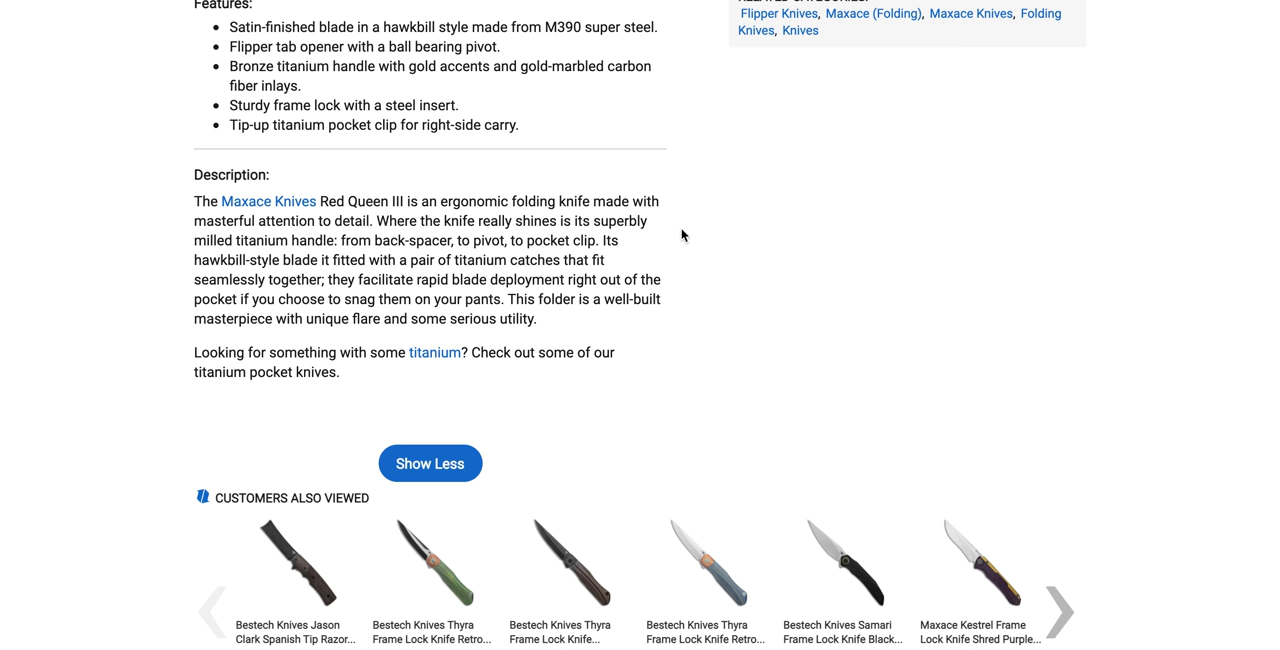 Features:
RELATED CATEGORIES:
Flipper Knives, Maxace (Folding), Maxace Knives, Folding
Knives, Knives
Satin-finished blade in a hawkbill style made from M390 super steel.
Flipper tab opener with a ball bearing pivot.
Bronze titanium handle with gold accents and gold-marbled carbon
fiber inlays.
Sturdy frame lock with a steel insert.
Tip-up titanium pocket clip for right-side carry.
Description:
The Maxace Knives Red Queen III is an ergonomic folding knife made with
masterful attention to detail. Where the knife really shines is its superbly
milled titanium handle: from back-spacer, to pivot, to pocket clip. Its
hawkbill-style blade it fitted with a pair of titanium catches that fit
seamlessly together; they facilitate rapid blade deployment right out of the
pocket if you choose to snag them on your pants. This folder is a well-built
masterpiece with unique flare and some serious utility.
Looking for something with some titanium? Check out some of our
titanium pocket knives.
Show Less
CUSTOMERS ALSO VIEWED
Bestech Knives Jason
Clark Spanish Tip Razor...
Bestech Knives Thyra
Frame Lock Knife Retro...
Bestech Knives Thyra
Frame Lock Knife...
Bestech Knives Thyra
Frame Lock Knife Retro...
Bestech Knives Samari
Frame Lock Knife Black...
Maxace Kestrel Frame
Lock Knife Shred Purple...